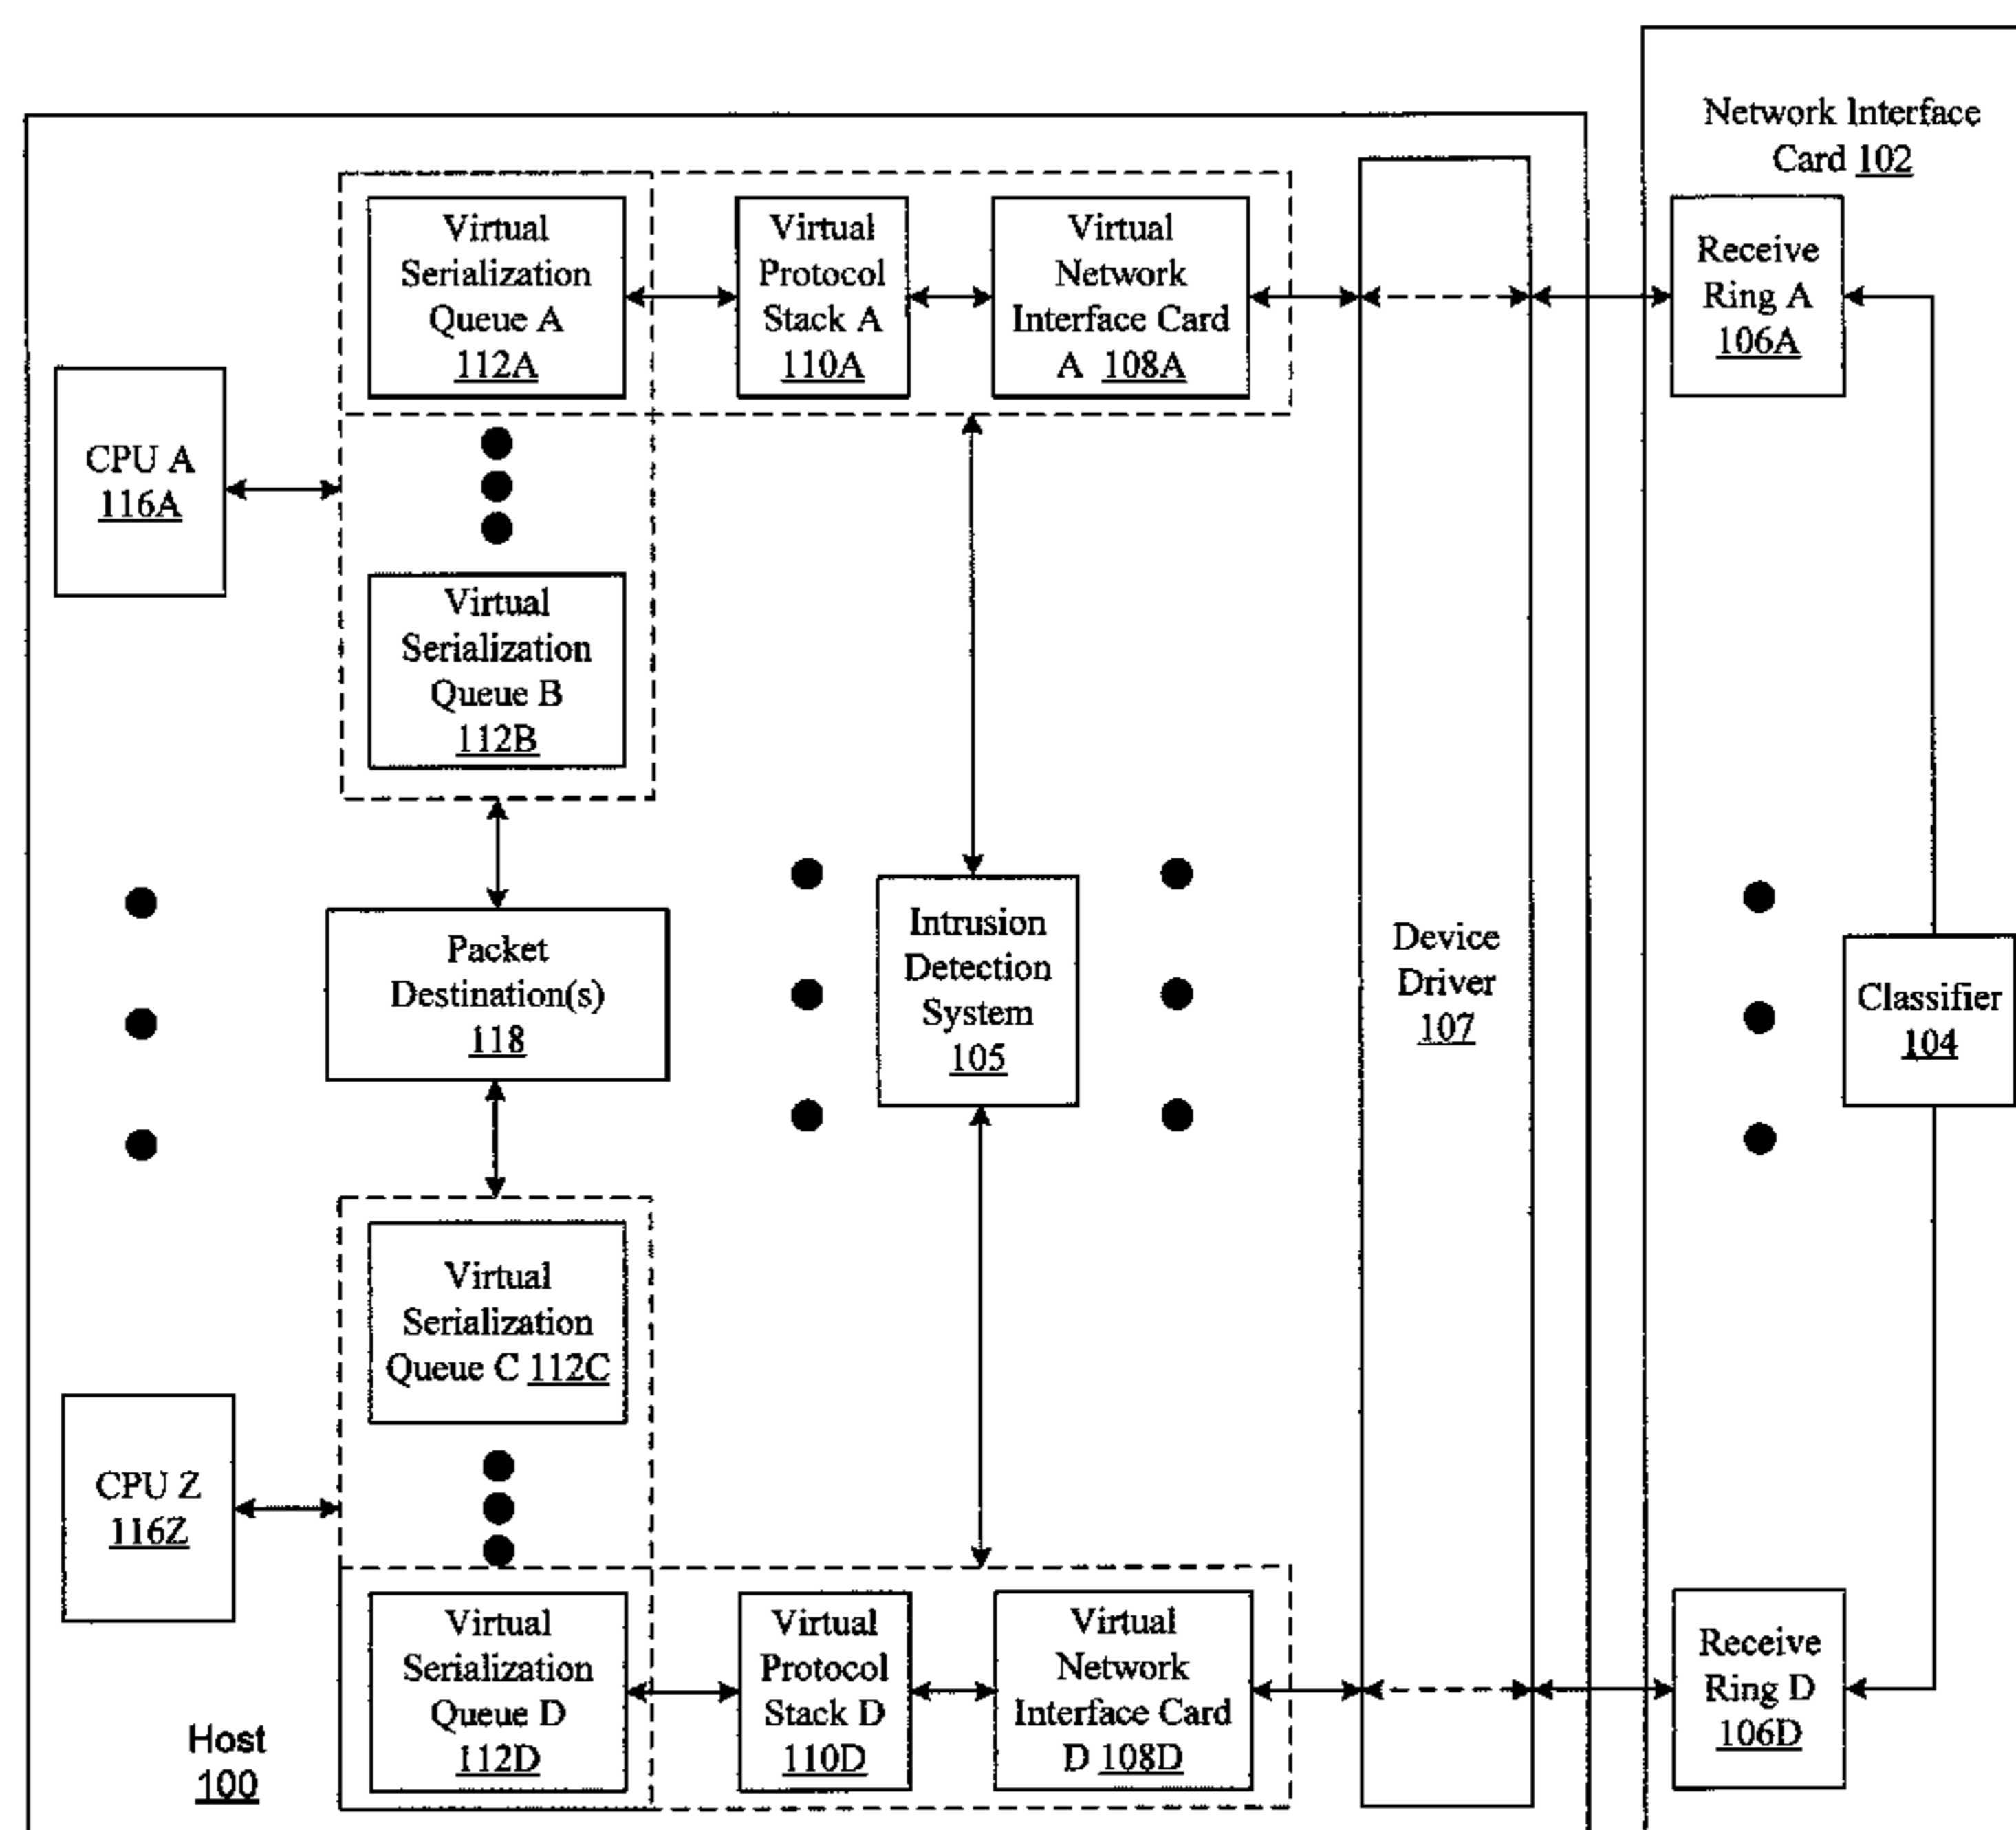 Network Interface
Card 102
Virtual
Serialization
Queue A
112A
Virtual
Protocol
Stack A
110A
Virtual
Network
Interface Card
A 108A
Receive
Ring A
106A
CPU A
116A
Virtual
Serialization
Queue B
112B
Packet
Destination(s)
118
Intrusion
Detection
System
105
Device
Driver
107
Classifier
104
Virtual
Serialization
Queue C 112C
CPU Z
116Z
Virtual
Serialization
Queue D
112D
Virtual
Protocol
Stack D
110D
Virtual
Network
Interface Card
D 108D
Receive
Ring D
106D
Host
100